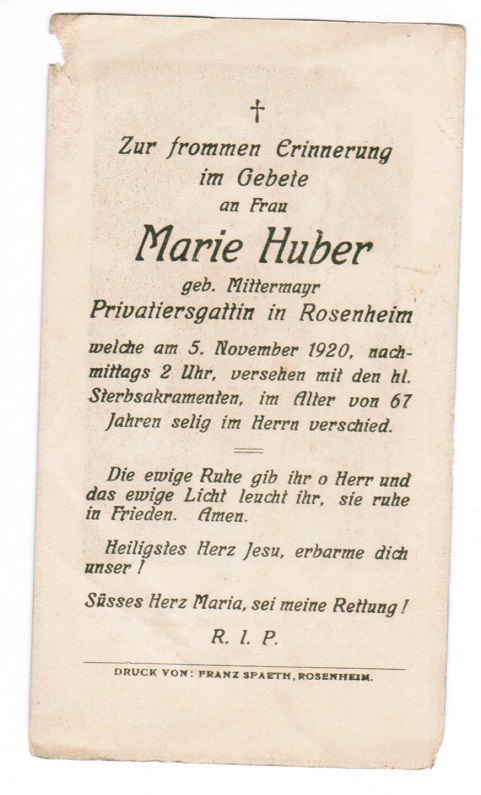 †
Zur frommen Erinnerung
im Gebete
an Frau
Marie Huber
geb. Mittermayr
Privatiersgattin in Rosenheim
welche am 5. November 1920, nach-
mittags 2 Uhr, versehen mit den hl.
Sterbsakramenten, im Alter von 67
Jahren selig im Herrn verschied.
Die ewige Ruhe gib ihr o Herr und
das ewige Licht leucht ihr, sie ruhe
in Frieden. Amen.
Heiligstes Herz Jesu, erbarme dich
unser !
Süsses Herz Maria, sei meine Rettung !
R. I. P.
DRUCK VON: FRANZ SPAETH, ROSENHEIM.